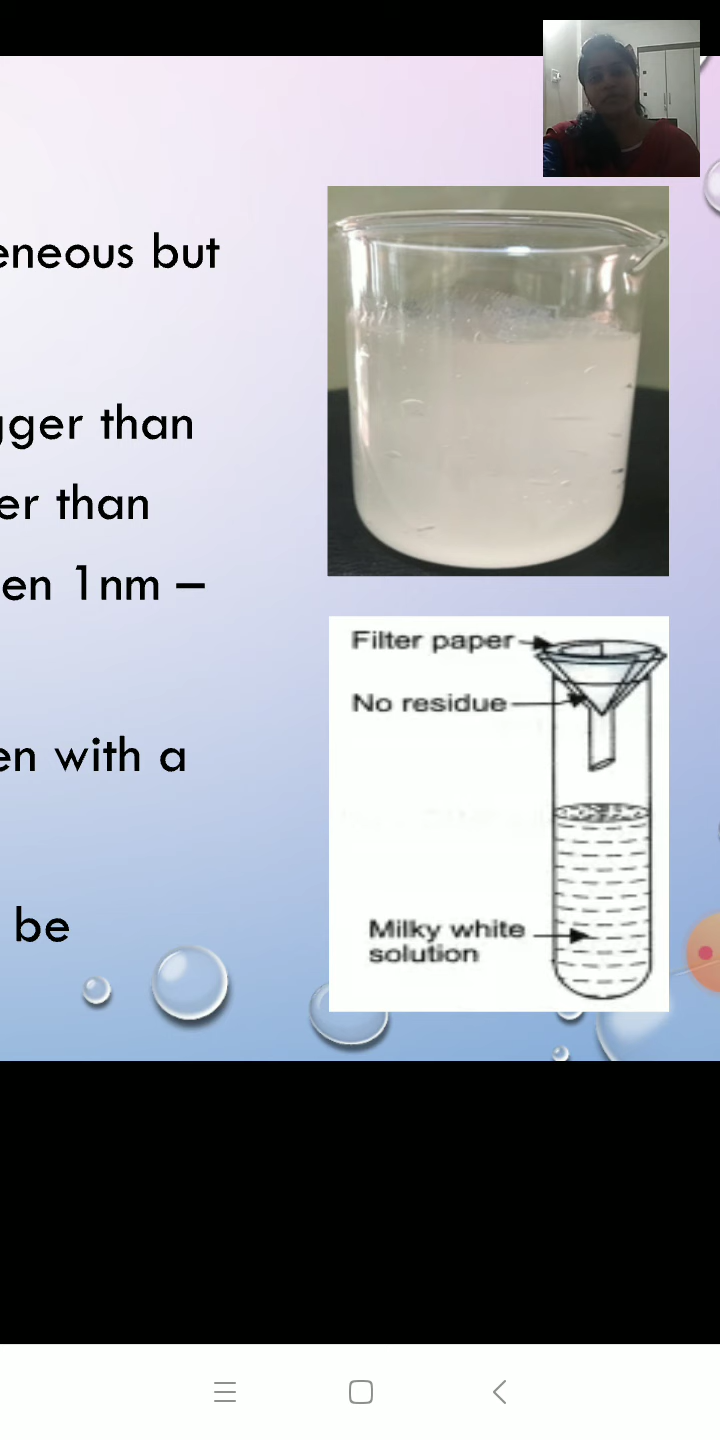 eneous but
gger than
er than
en 1nm –
en with a
be
Filter paper
No residue
Milky white
solution